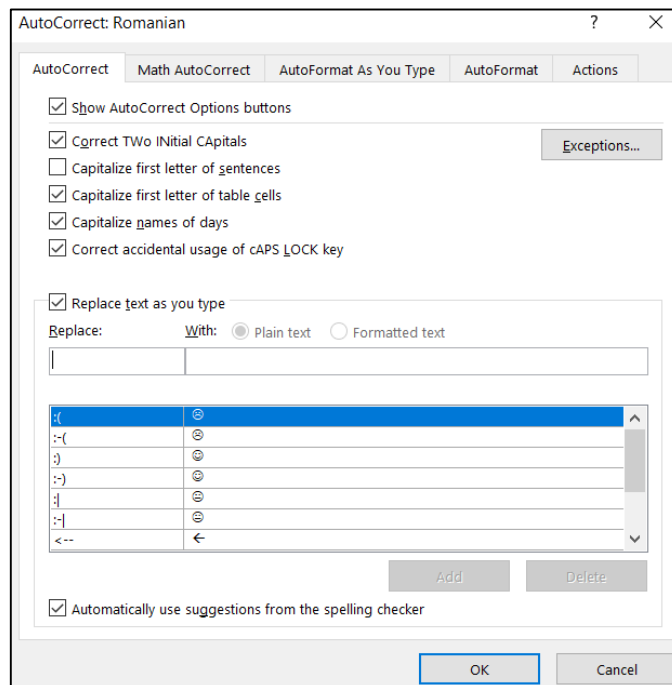 AutoCorrect: Romanian ? ×
AutoCorrect Math AutoCorrect AutoFormat As You Type AutoFormat Actions
Show AutoCorrect Options buttons
Correct TWo INitial CApitals
Exceptions...
Capitalize first letter of sentences
Capitalize first letter of table cells
Capitalize names of days
Correct accidental usage of cAPS LOCK key
Replace text as you type
Replace: With: Plain text Formatted text
:( ☹
:-( ☹
:) ☺
:-) ☺
:| 😐
:-| 😐
<-- ←
Add Delete
Automatically use suggestions from the spelling checker
OK Cancel